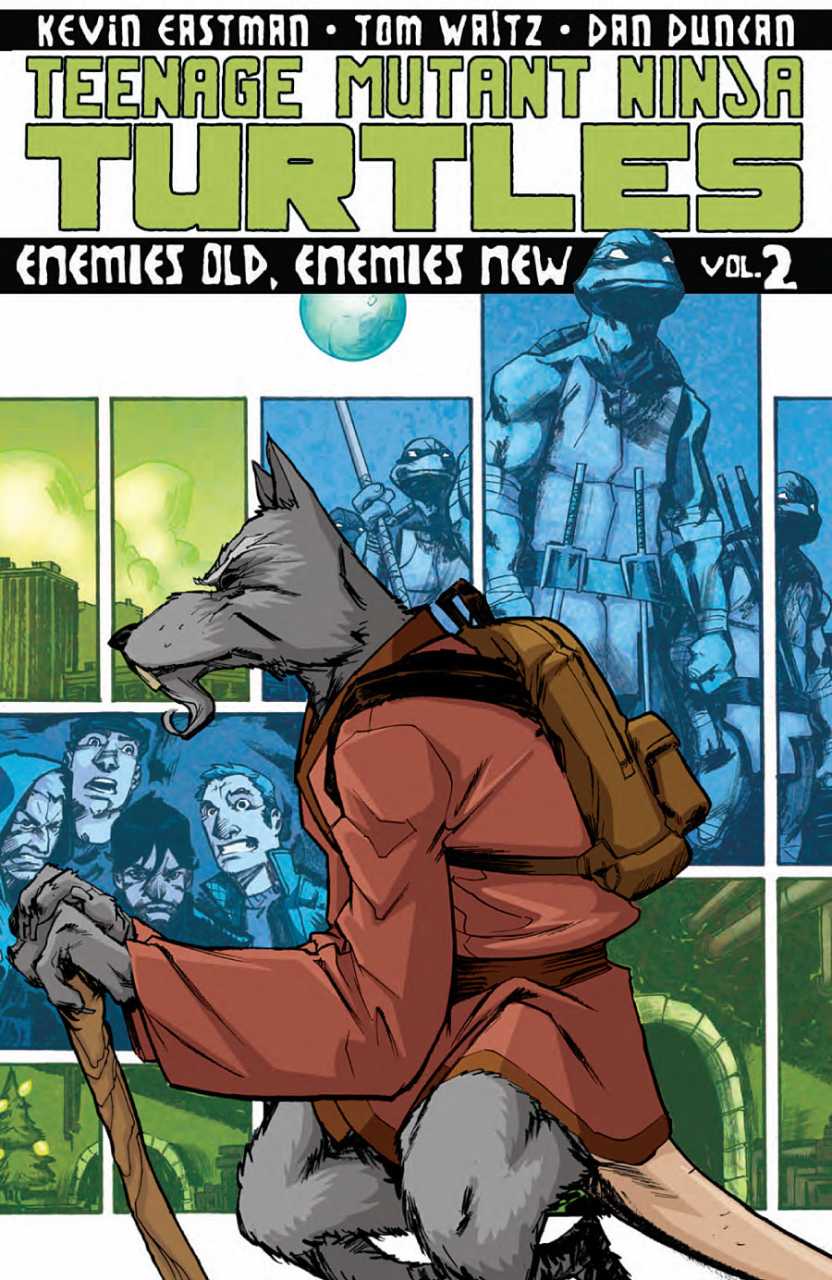 KEVIN EASTMAN • TOM WALTZ • DAN DUNCAN
TEENAGE MUTANT NINJA
TURTLES
ENEMIES OLD, ENEMIES NEW VOL.2